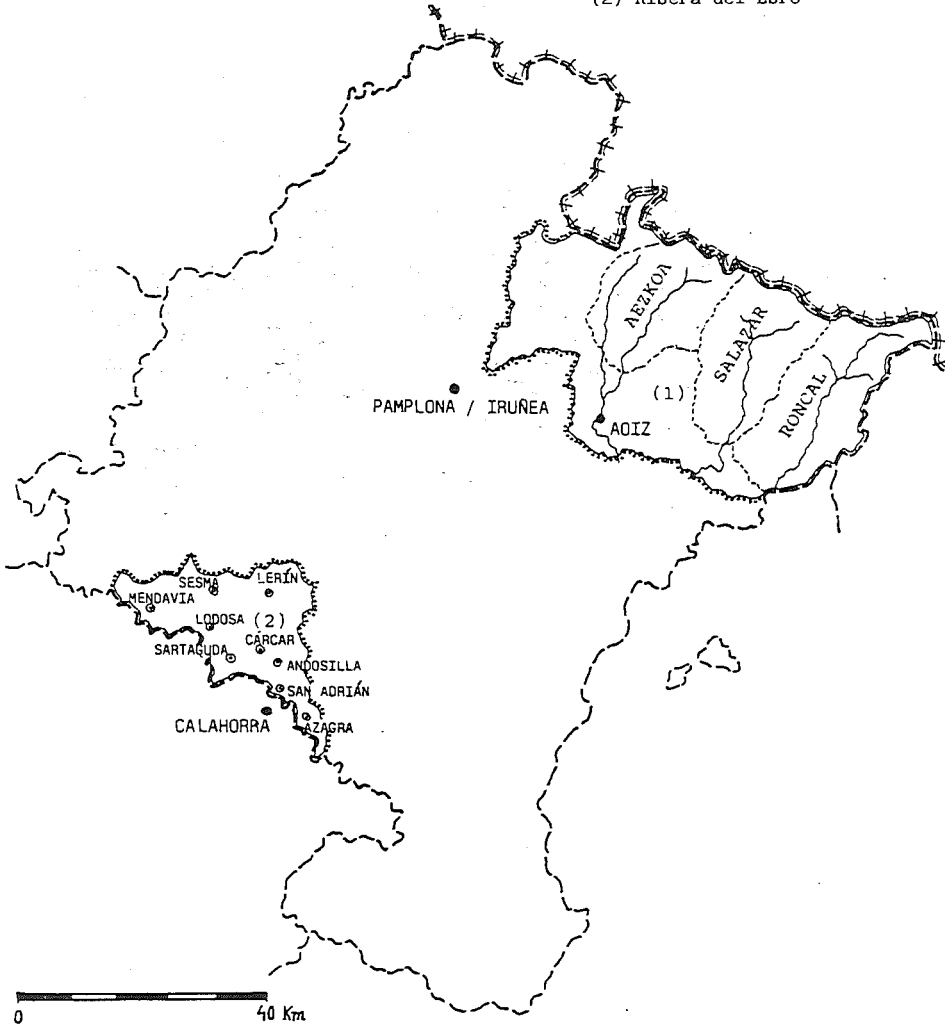 (2) Ribera del Ebro
AEZKOA
SALAZAR
RONCAL
(1)
PAMPLONA / IRUÑEA
AOIZ
SESMA
LERÍN
MENDAVIA
LODOSA (2)
CÁRCAR
SARTAGUDA
ANDOSILLA
SAN ADRIÁN
CALAHORRA
AZAGRA
0
40 Km